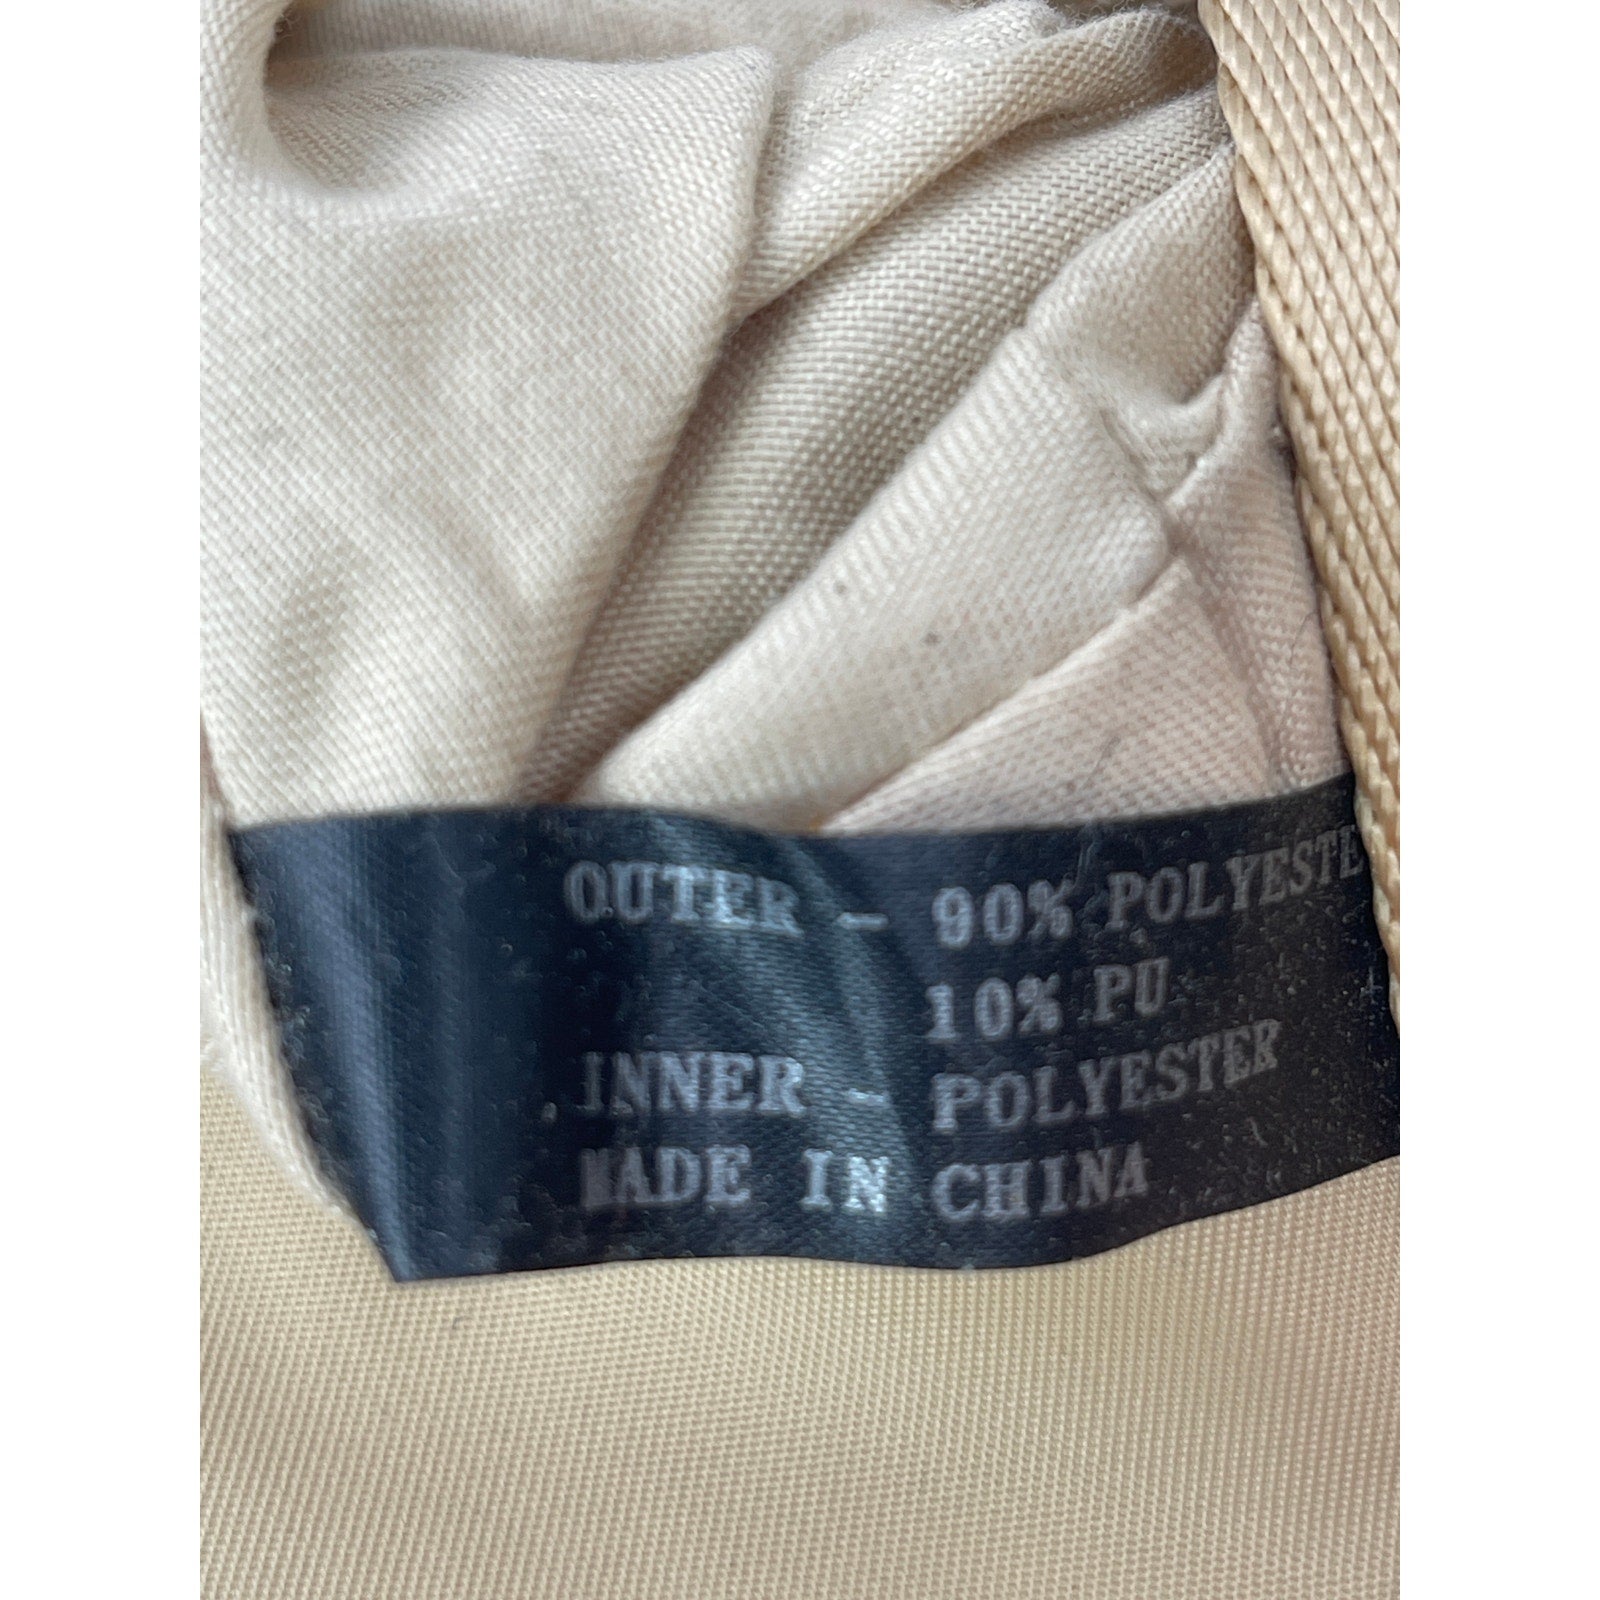 OUTER - 90% POLYESTE
10% PU
INNER - POLYESTER
MADE IN CHINA